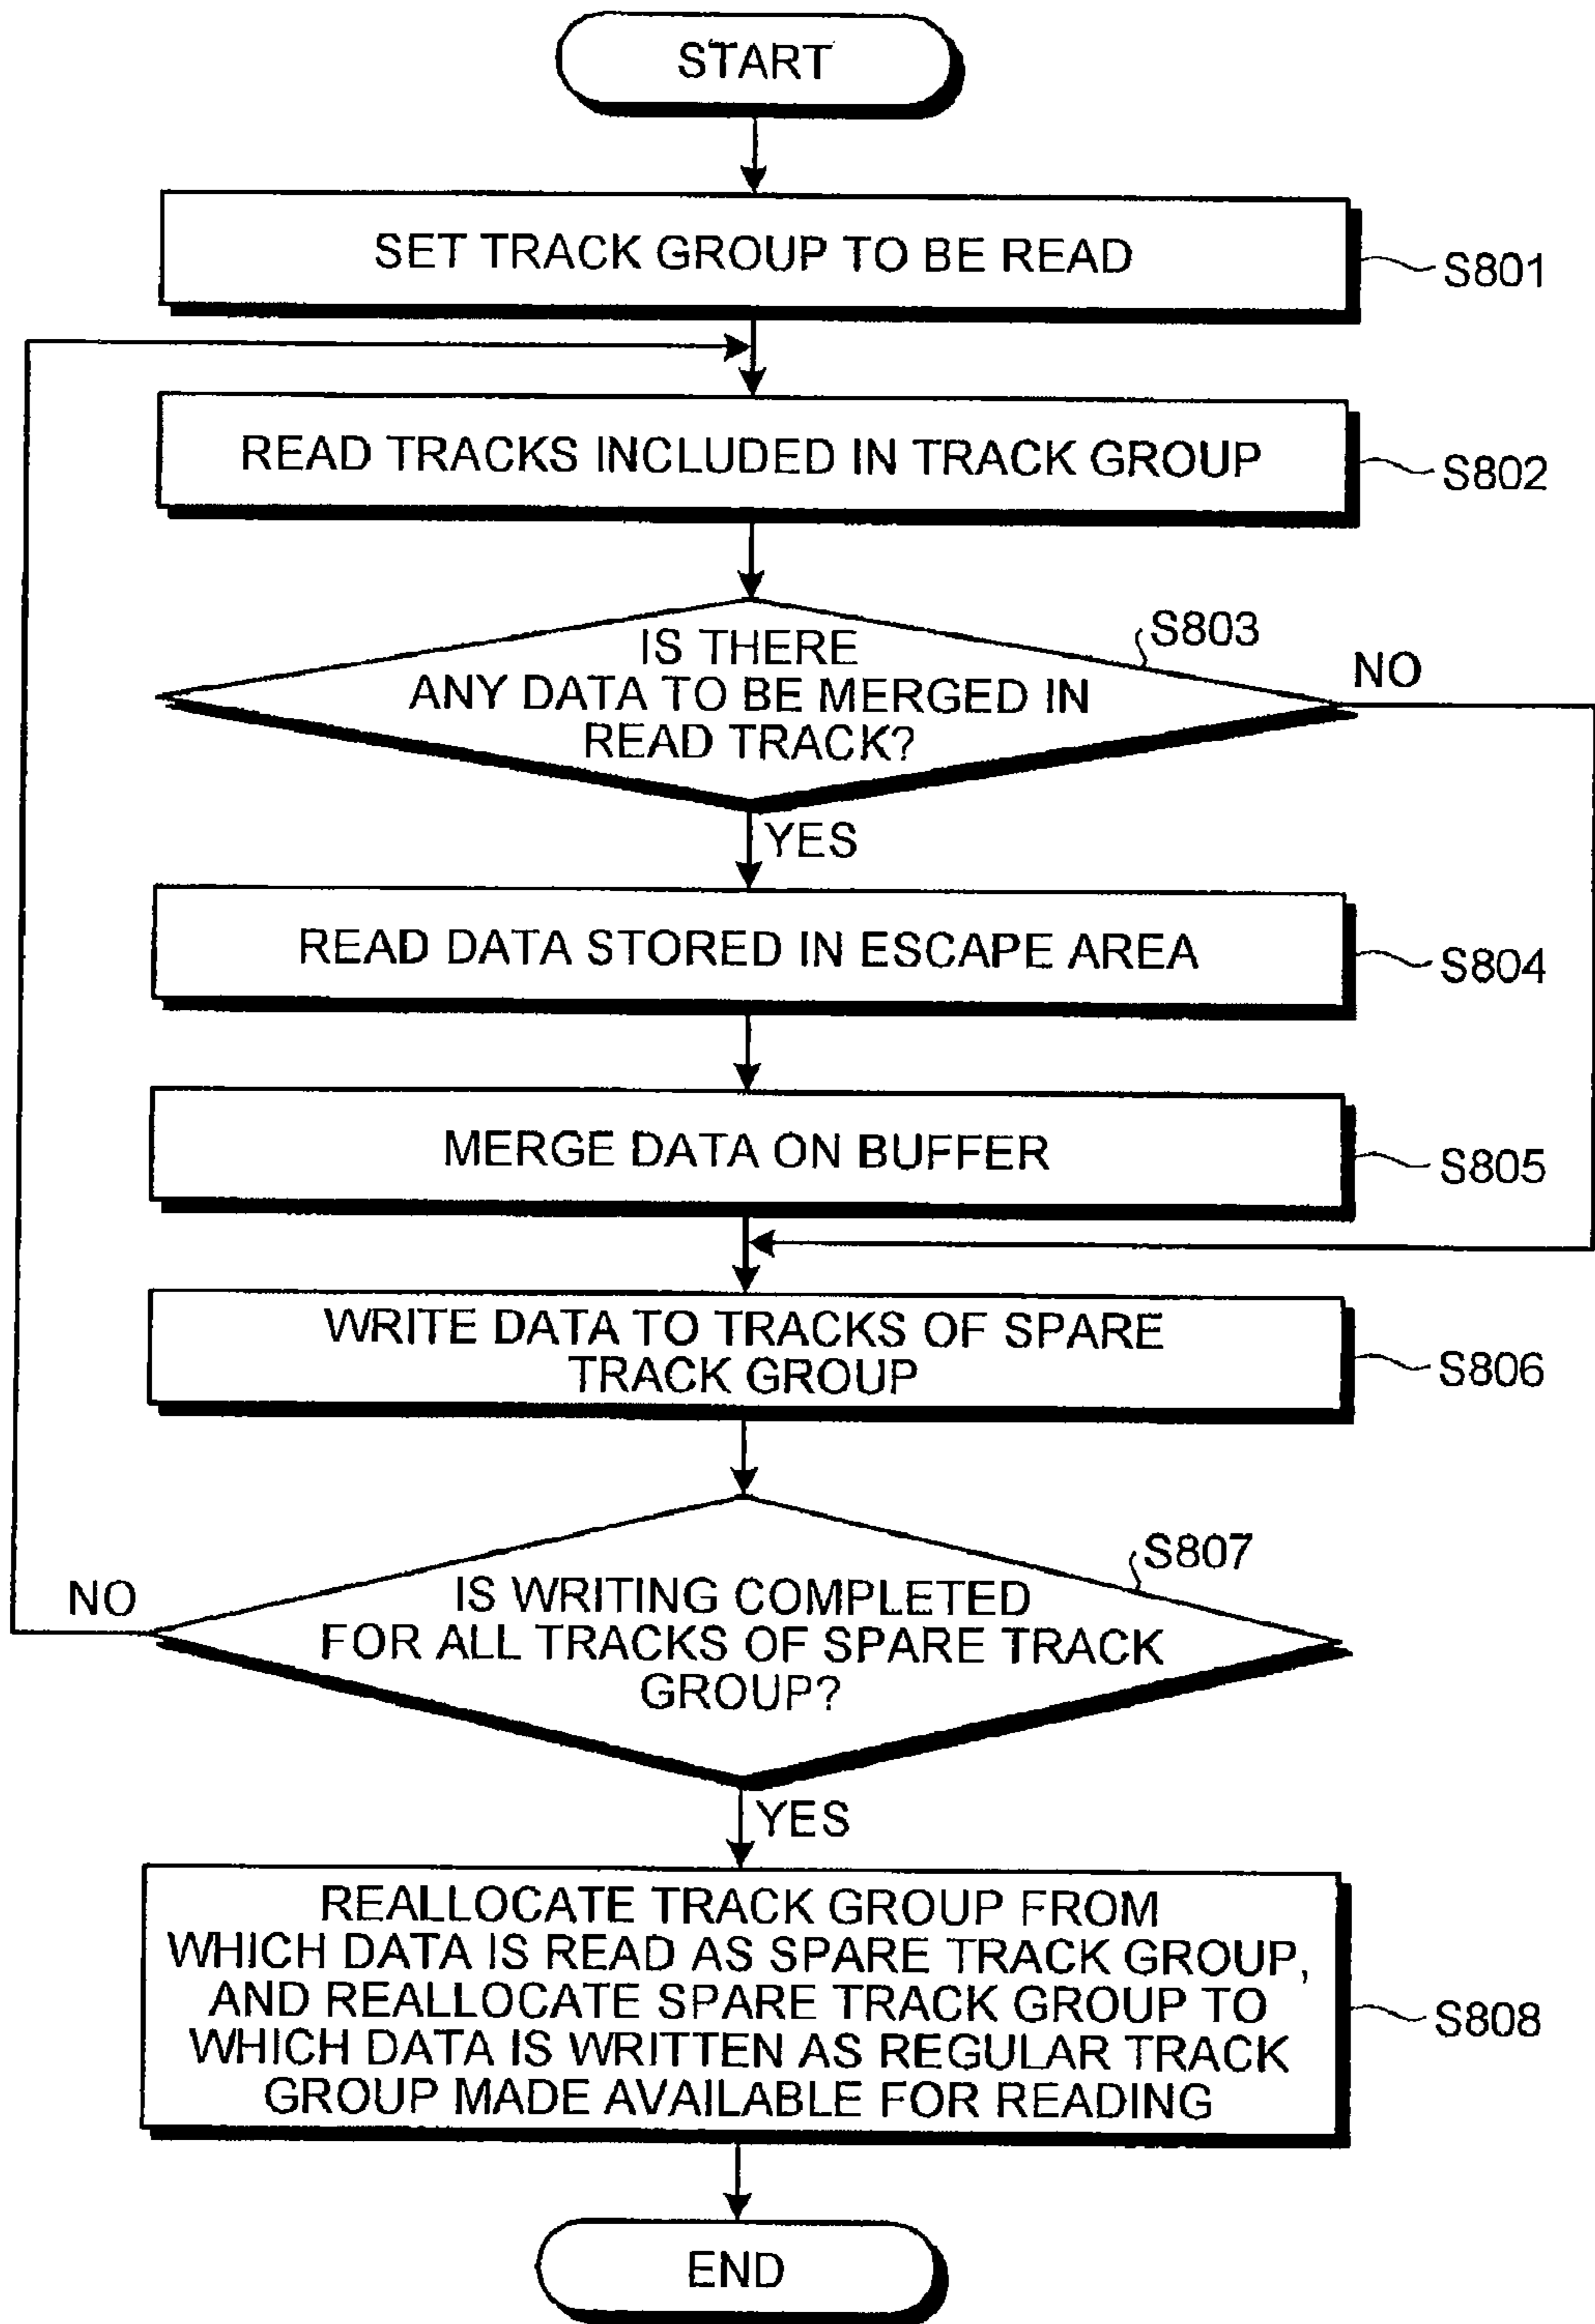 START
SET TRACK GROUP TO BE READ
S801
READ TRACKS INCLUDED IN TRACK GROUP
S802
S803
IS THERE
ANY DATA TO BE MERGED IN
READ TRACK?
NO
YES
READ DATA STORED IN ESCAPE AREA
S804
MERGE DATA ON BUFFER
S805
WRITE DATA TO TRACKS OF SPARE
TRACK GROUP
S806
S807
NO
IS WRITING COMPLETED
FOR ALL TRACKS OF SPARE TRACK
GROUP?
YES
REALLOCATE TRACK GROUP FROM
WHICH DATA IS READ AS SPARE TRACK GROUP,
AND REALLOCATE SPARE TRACK GROUP TO
WHICH DATA IS WRITTEN AS REGULAR TRACK
GROUP MADE AVAILABLE FOR READING
S808
END